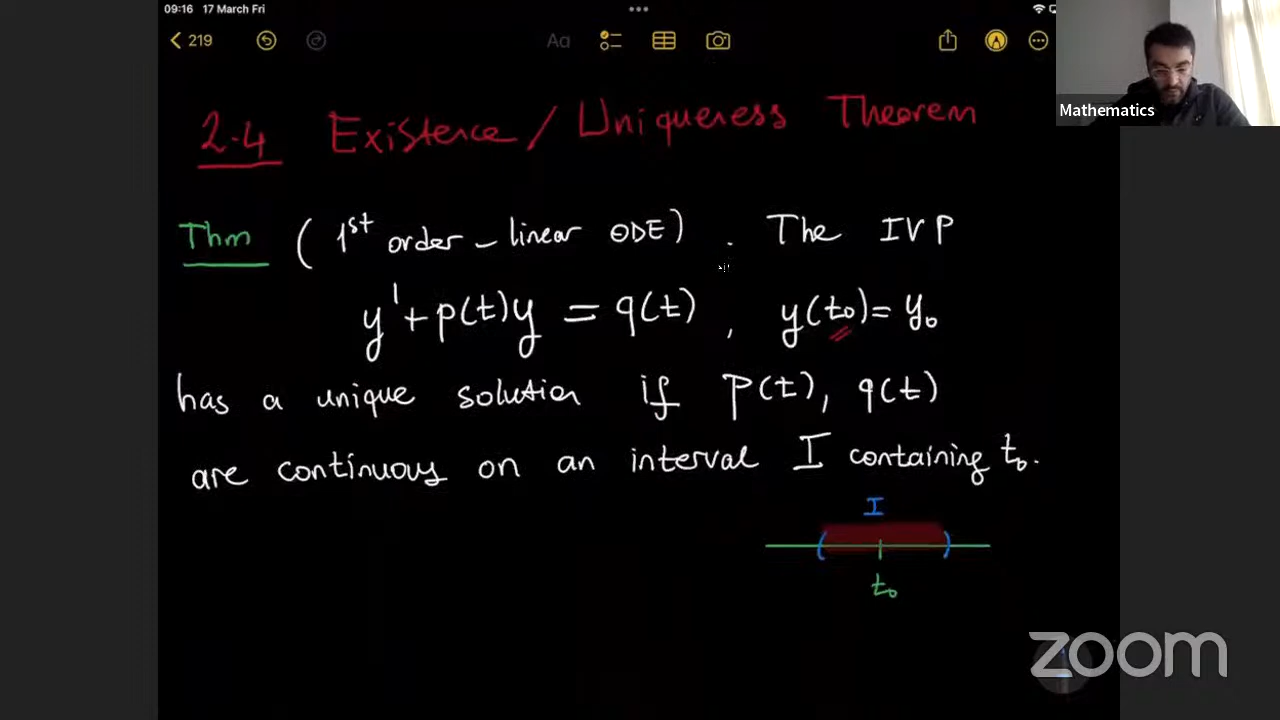 09:16 17 March Fri
219
Aa
Mathematics
2.4 Existence / Uniqueness Theorem
Thm (1st order - linear ODE). The IVP
y' + p(t)y = q(t), y(t₀) = y₀
has a unique solution if p(t), q(t)
are continuous on an interval I containing t₀.
I
( )
t₀
zoom